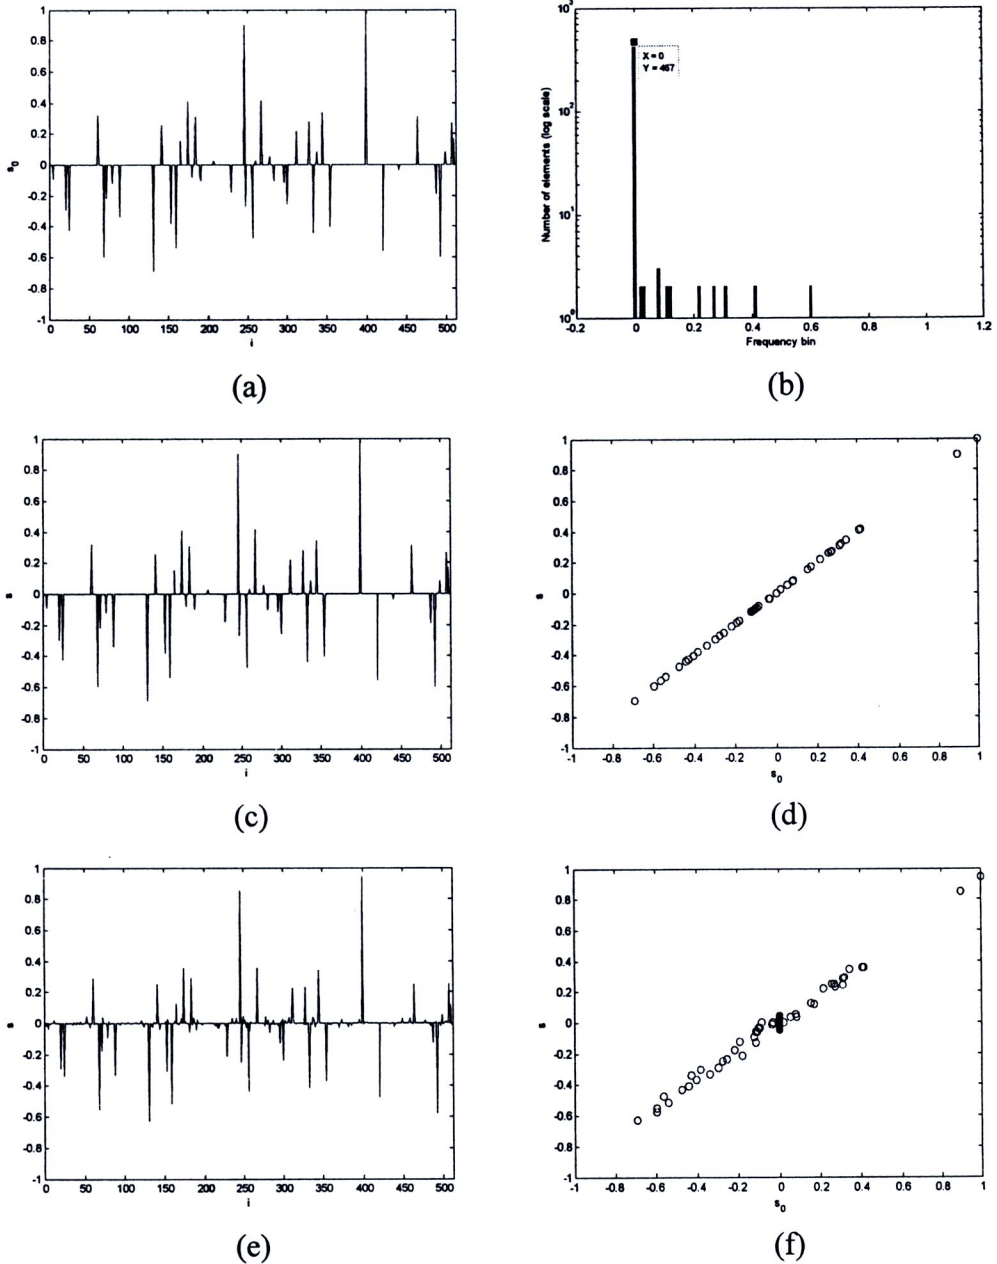 1
0.8
0.6
0.4
0.2
0
-0.2
-0.4
-0.6
-0.8
-1
s₀
0 50 100 150 200 250 300 350 400 450 500
i
(a)
10³
10²
10¹
10⁰
Number of elements (log scale)
X = 0
Y = 467
-0.2 0 0.2 0.4 0.6 0.8 1 1.2
Frequency bin
(b)
1
0.8
0.6
0.4
0.2
0
-0.2
-0.4
-0.6
-0.8
-1
s
0 50 100 150 200 250 300 350 400 450 500
i
(c)
1
0.8
0.6
0.4
0.2
0
-0.2
-0.4
-0.6
-0.8
-1
s
-1 -0.8 -0.6 -0.4 -0.2 0 0.2 0.4 0.6 0.8 1
s₀
(d)
1
0.8
0.6
0.4
0.2
0
-0.2
-0.4
-0.6
-0.8
-1
s
0 50 100 150 200 250 300 350 400 450 500
i
(e)
1
0.8
0.6
0.4
0.2
0
-0.2
-0.4
-0.6
-0.8
-1
s
-1 -0.8 -0.6 -0.4 -0.2 0 0.2 0.4 0.6 0.8 1
s₀
(f)